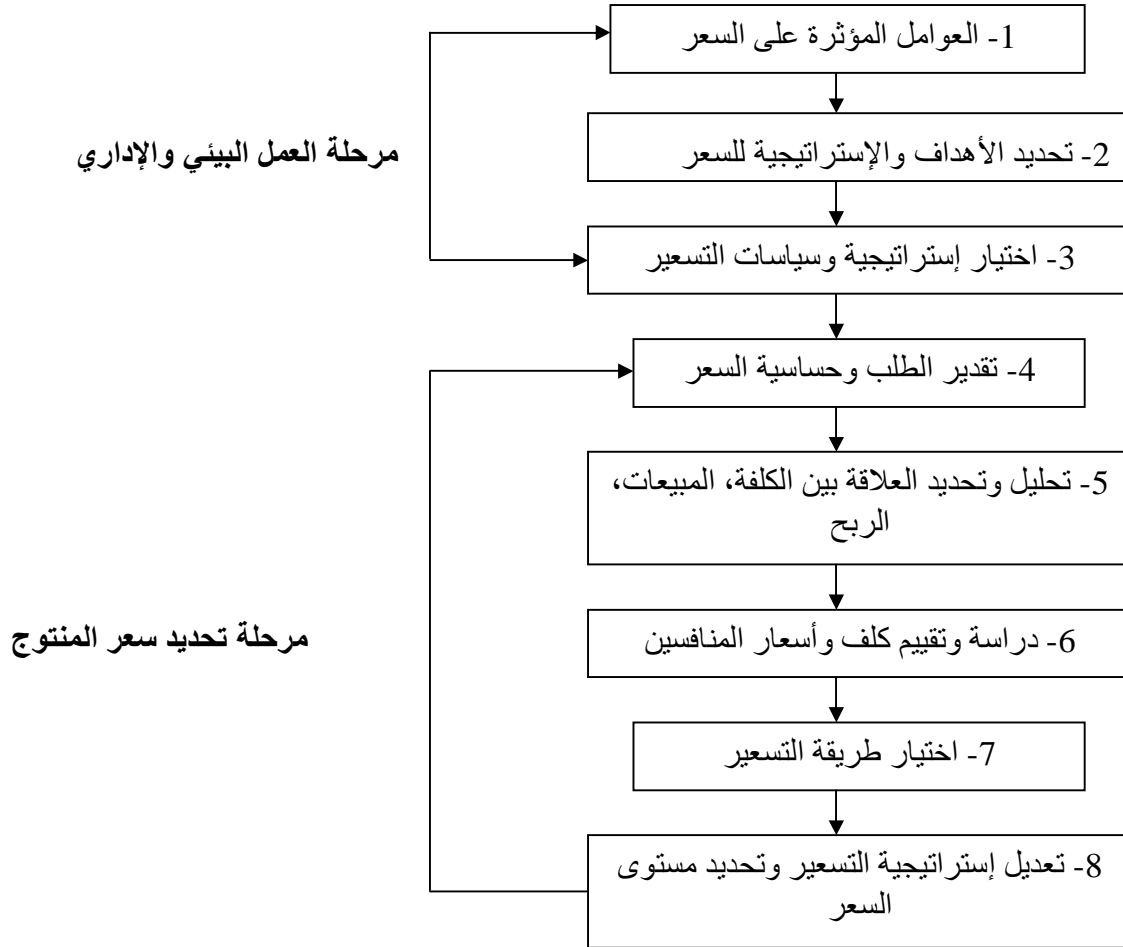 1- العوامل المؤثرة على السعر
2- تحديد الأهداف والإستراتيجية للسعر
مرحلة العمل البيئي والإداري
3- اختيار إستراتيجية وسياسات التسعير
4- تقدير الطلب وحساسية السعر
5- تحليل وتحديد العلاقة بين الكلفة، المبيعات،
الربح
6- دراسة وتقييم كلف وأسعار المنافسين
مرحلة تحديد سعر المنتوج
7- اختيار طريقة التسعير
8- تعديل إستراتيجية التسعير وتحديد مستوى
السعر